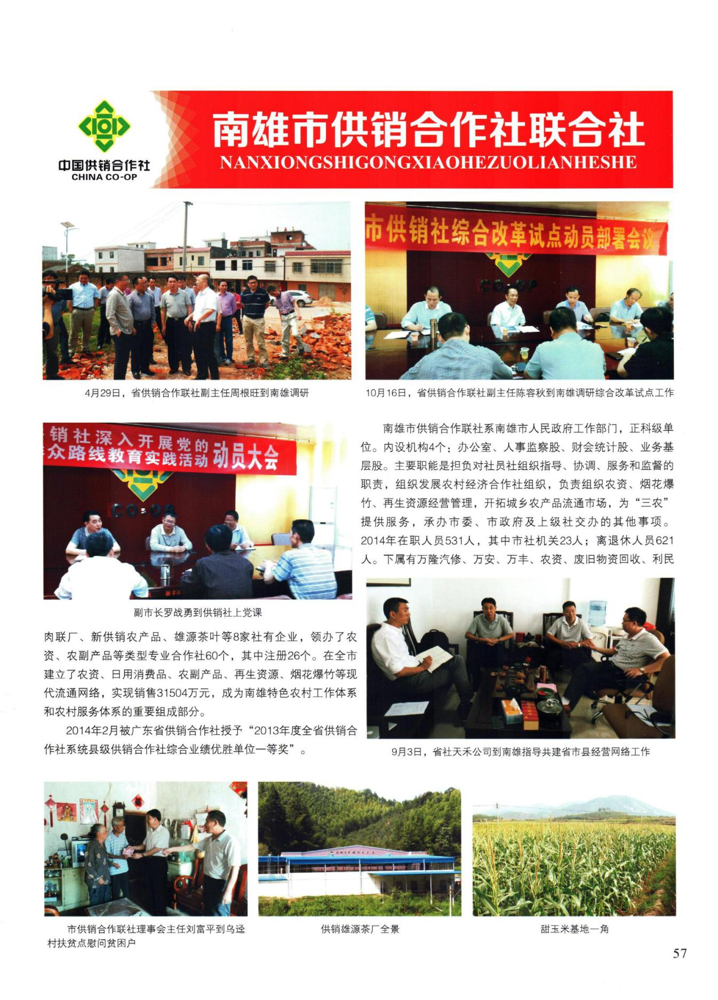 中国供销合作社
CHINA CO-OP
南雄市供销合作社联合社
NANXIONGSHIGONGXIAOHEZUOLIANHESHE
市供销社综合改革试点动员部署会议
CO-OP
4月29日，省供销合作联社副主任周根旺到南雄调研
10月16日，省供销合作联社副主任陈容秋到南雄调研综合改革试点工作
销社深入开展党的
众路线教育实践活动 动员大会
CO-OP
副市长罗战勇到供销社上党课
南雄市供销合作联社系南雄市人民政府工作部门，正科级单
位。内设机构4个：办公室、人事监察股、财会统计股、业务基
层股。主要职能是担负对社员社组织指导、协调、服务和监督的
职责，组织发展农村经济合作社组织，负责组织农资、烟花爆
竹、再生资源经营管理，开拓城乡农产品流通市场，为“三农”
提供服务，承办市委、市政府及上级社交办的其他事项。
2014年在职人员531人，其中市社机关23人；离退休人员621
人。下属有万隆汽修、万安、万丰、农资、废旧物资回收、利民
肉联厂、新供销农产品、雄源茶叶等8家社有企业，领办了农
资、农副产品等类型专业合作社60个，其中注册26个。在全市
建立了农资、日用消费品、农副产品、再生资源、烟花爆竹等现
代流通网络，实现销售31504万元，成为南雄特色农村工作体系
和农村服务体系的重要组成部分。
2014年2月被广东省供销合作社授予“2013年度全省供销合
作社系统县级供销合作社综合业绩优胜单位一等奖”。
9月3日，省社天禾公司到南雄指导共建省市县经营网络工作
市供销合作联社理事会主任刘富平到乌迳
村扶贫点慰问贫困户
供销雄源茶厂全景
甜玉米基地一角
57